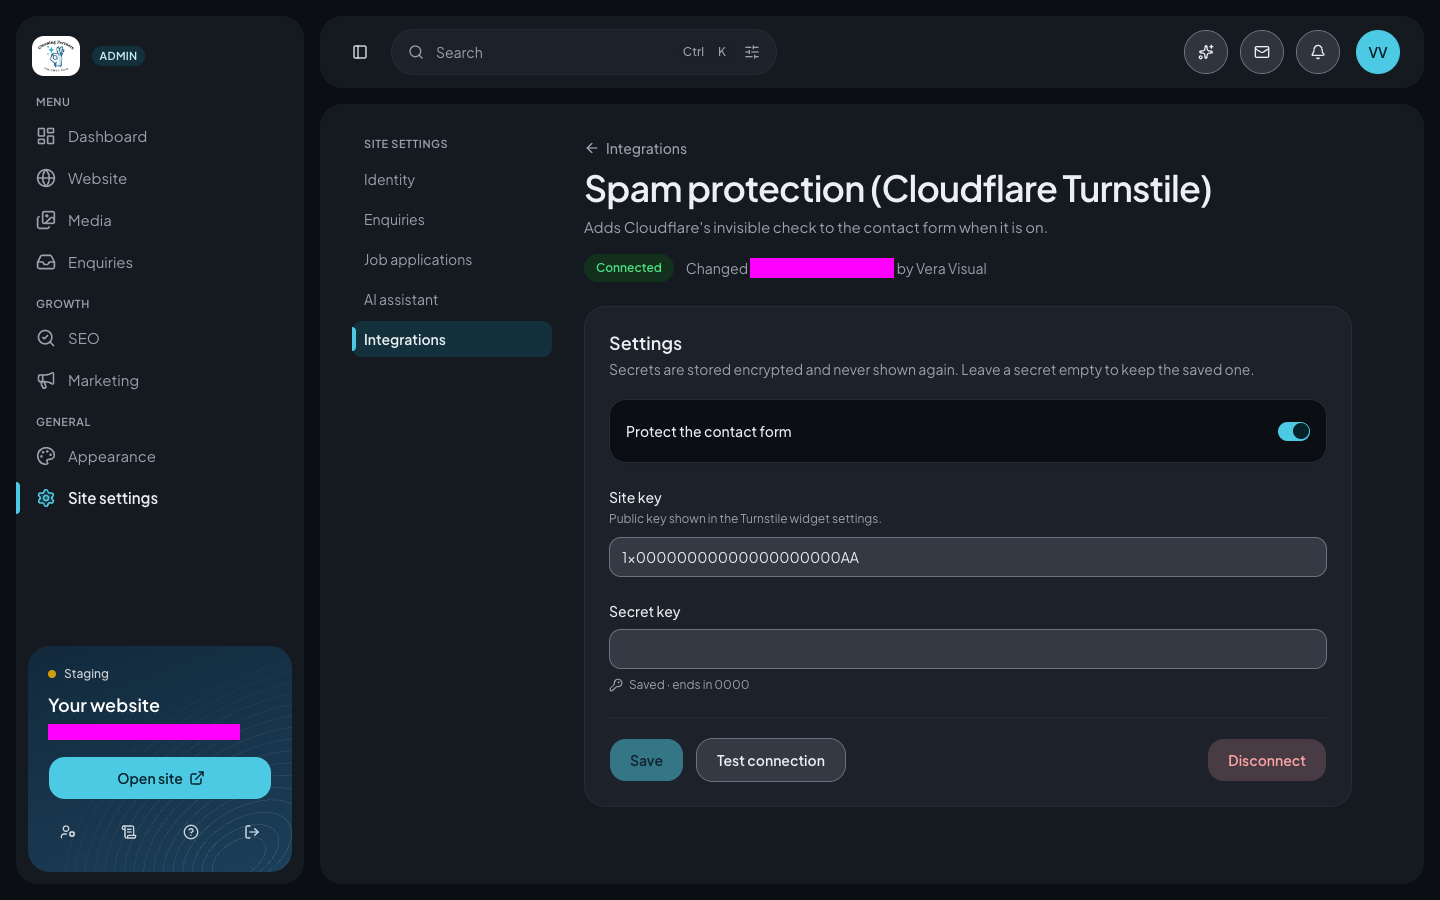 ADMIN
MENU
Dashboard
Website
Media
Enquiries
GROWTH
SEO
Marketing
GENERAL
Appearance
Site settings
Staging
Your website
Open site
Search
Ctrl K
VV
SITE SETTINGS
Identity
Enquiries
Job applications
AI assistant
Integrations
Integrations
Spam protection (Cloudflare Turnstile)
Adds Cloudflare's invisible check to the contact form when it is on.
Connected
Changed by Vera Visual
Settings
Secrets are stored encrypted and never shown again. Leave a secret empty to keep the saved one.
Protect the contact form
Site key
Public key shown in the Turnstile widget settings.
1x00000000000000000000AA
Secret key
Saved · ends in 0000
Save
Test connection
Disconnect